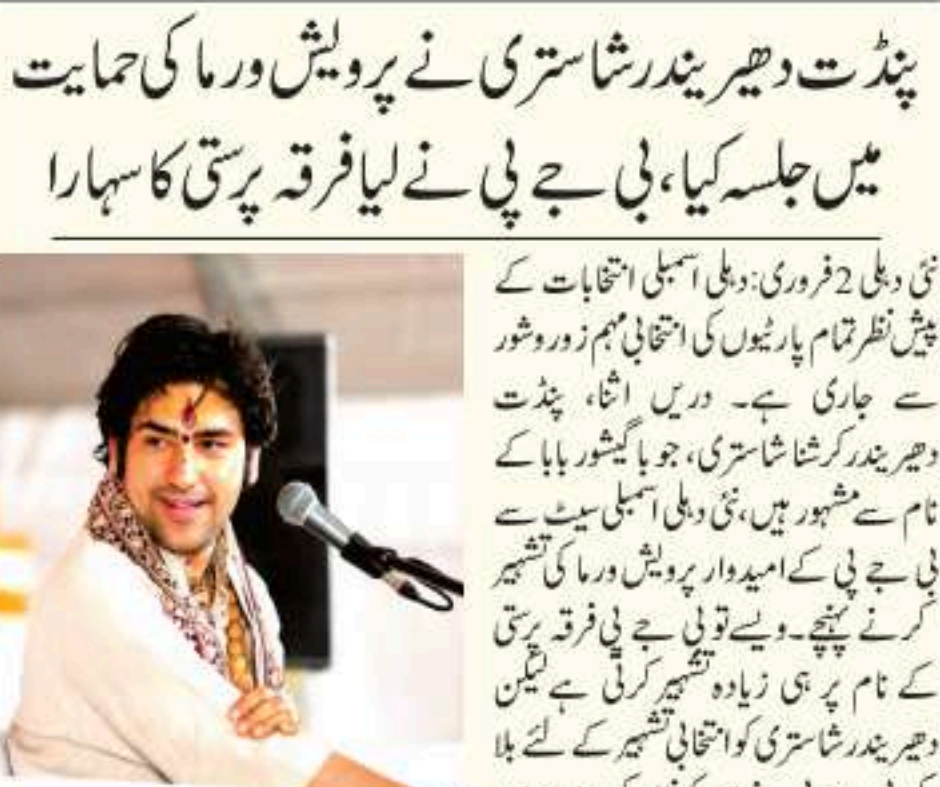 پنڈت دھیریندر شاستری نے پرویش ورما کی حمایت
میں جلسہ کیا، بی جے پی نے لیا فرقہ پرستی کا سہارا
نئی دہلی 2 فروری: دہلی اسمبلی انتخابات کے
پیش نظر تمام پارٹیوں کی انتخابی مہم زور و شور
سے جاری ہے۔ دریں اثنا، پنڈت
دھیریندر کرشنا شاستری، جو باگیشور بابا کے
نام سے مشہور ہیں، نئی دہلی اسمبلی سیٹ سے
بی جے پی کے امیدوار پرویش ورما کی تشہیر
کرنے پہنچے۔ ویسے تو بی جے پی فرقہ پرستی
کے نام پر ہی زیادہ تشہیر کرتی ہے لیکن
دھیریندر شاستری کو انتخابی تشہیر کے لئے بلا